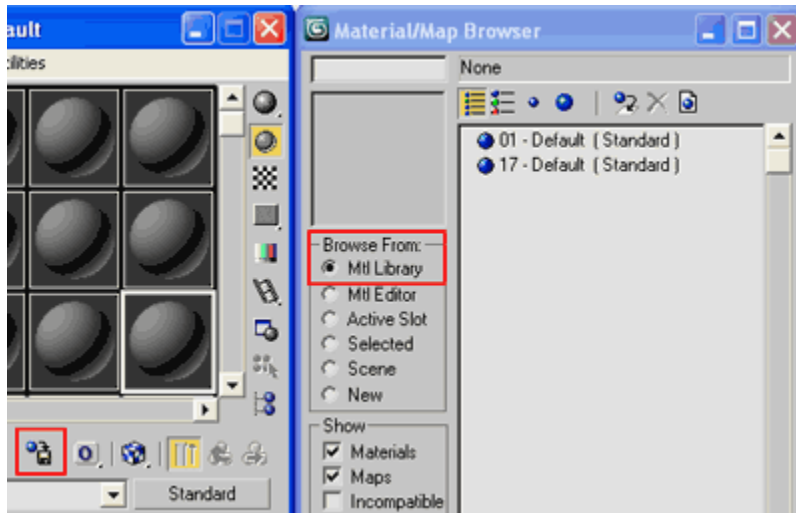 ault
tilities
Standard
Material/Map Browser
None
01 - Default ( Standard )
17 - Default ( Standard )
Browse From:
Mtl Library
Mtl Editor
Active Slot
Selected
Scene
New
Show
Materials
Maps
Incompatible